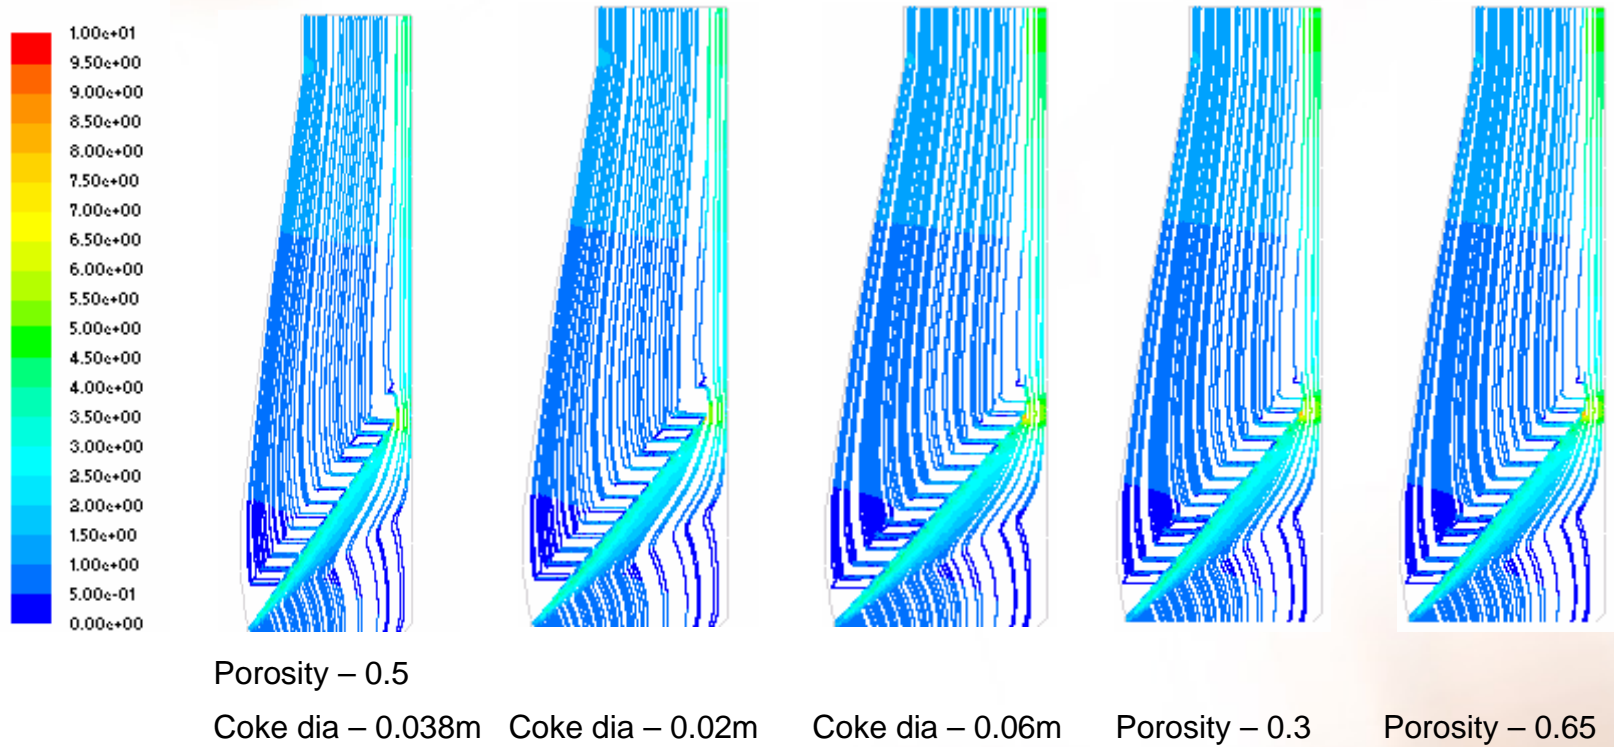 1.00e+01
9.50e+00
9.00e+00
8.50e+00
8.00e+00
7.50e+00
7.00e+00
6.50e+00
6.00e+00
5.50e+00
5.00e+00
4.50e+00
4.00e+00
3.50e+00
3.00e+00
2.50e+00
2.00e+00
1.50e+00
1.00e+00
5.00e-01
0.00e+00
Porosity – 0.5
Coke dia – 0.038m Coke dia – 0.02m Coke dia – 0.06m Porosity – 0.3 Porosity – 0.65